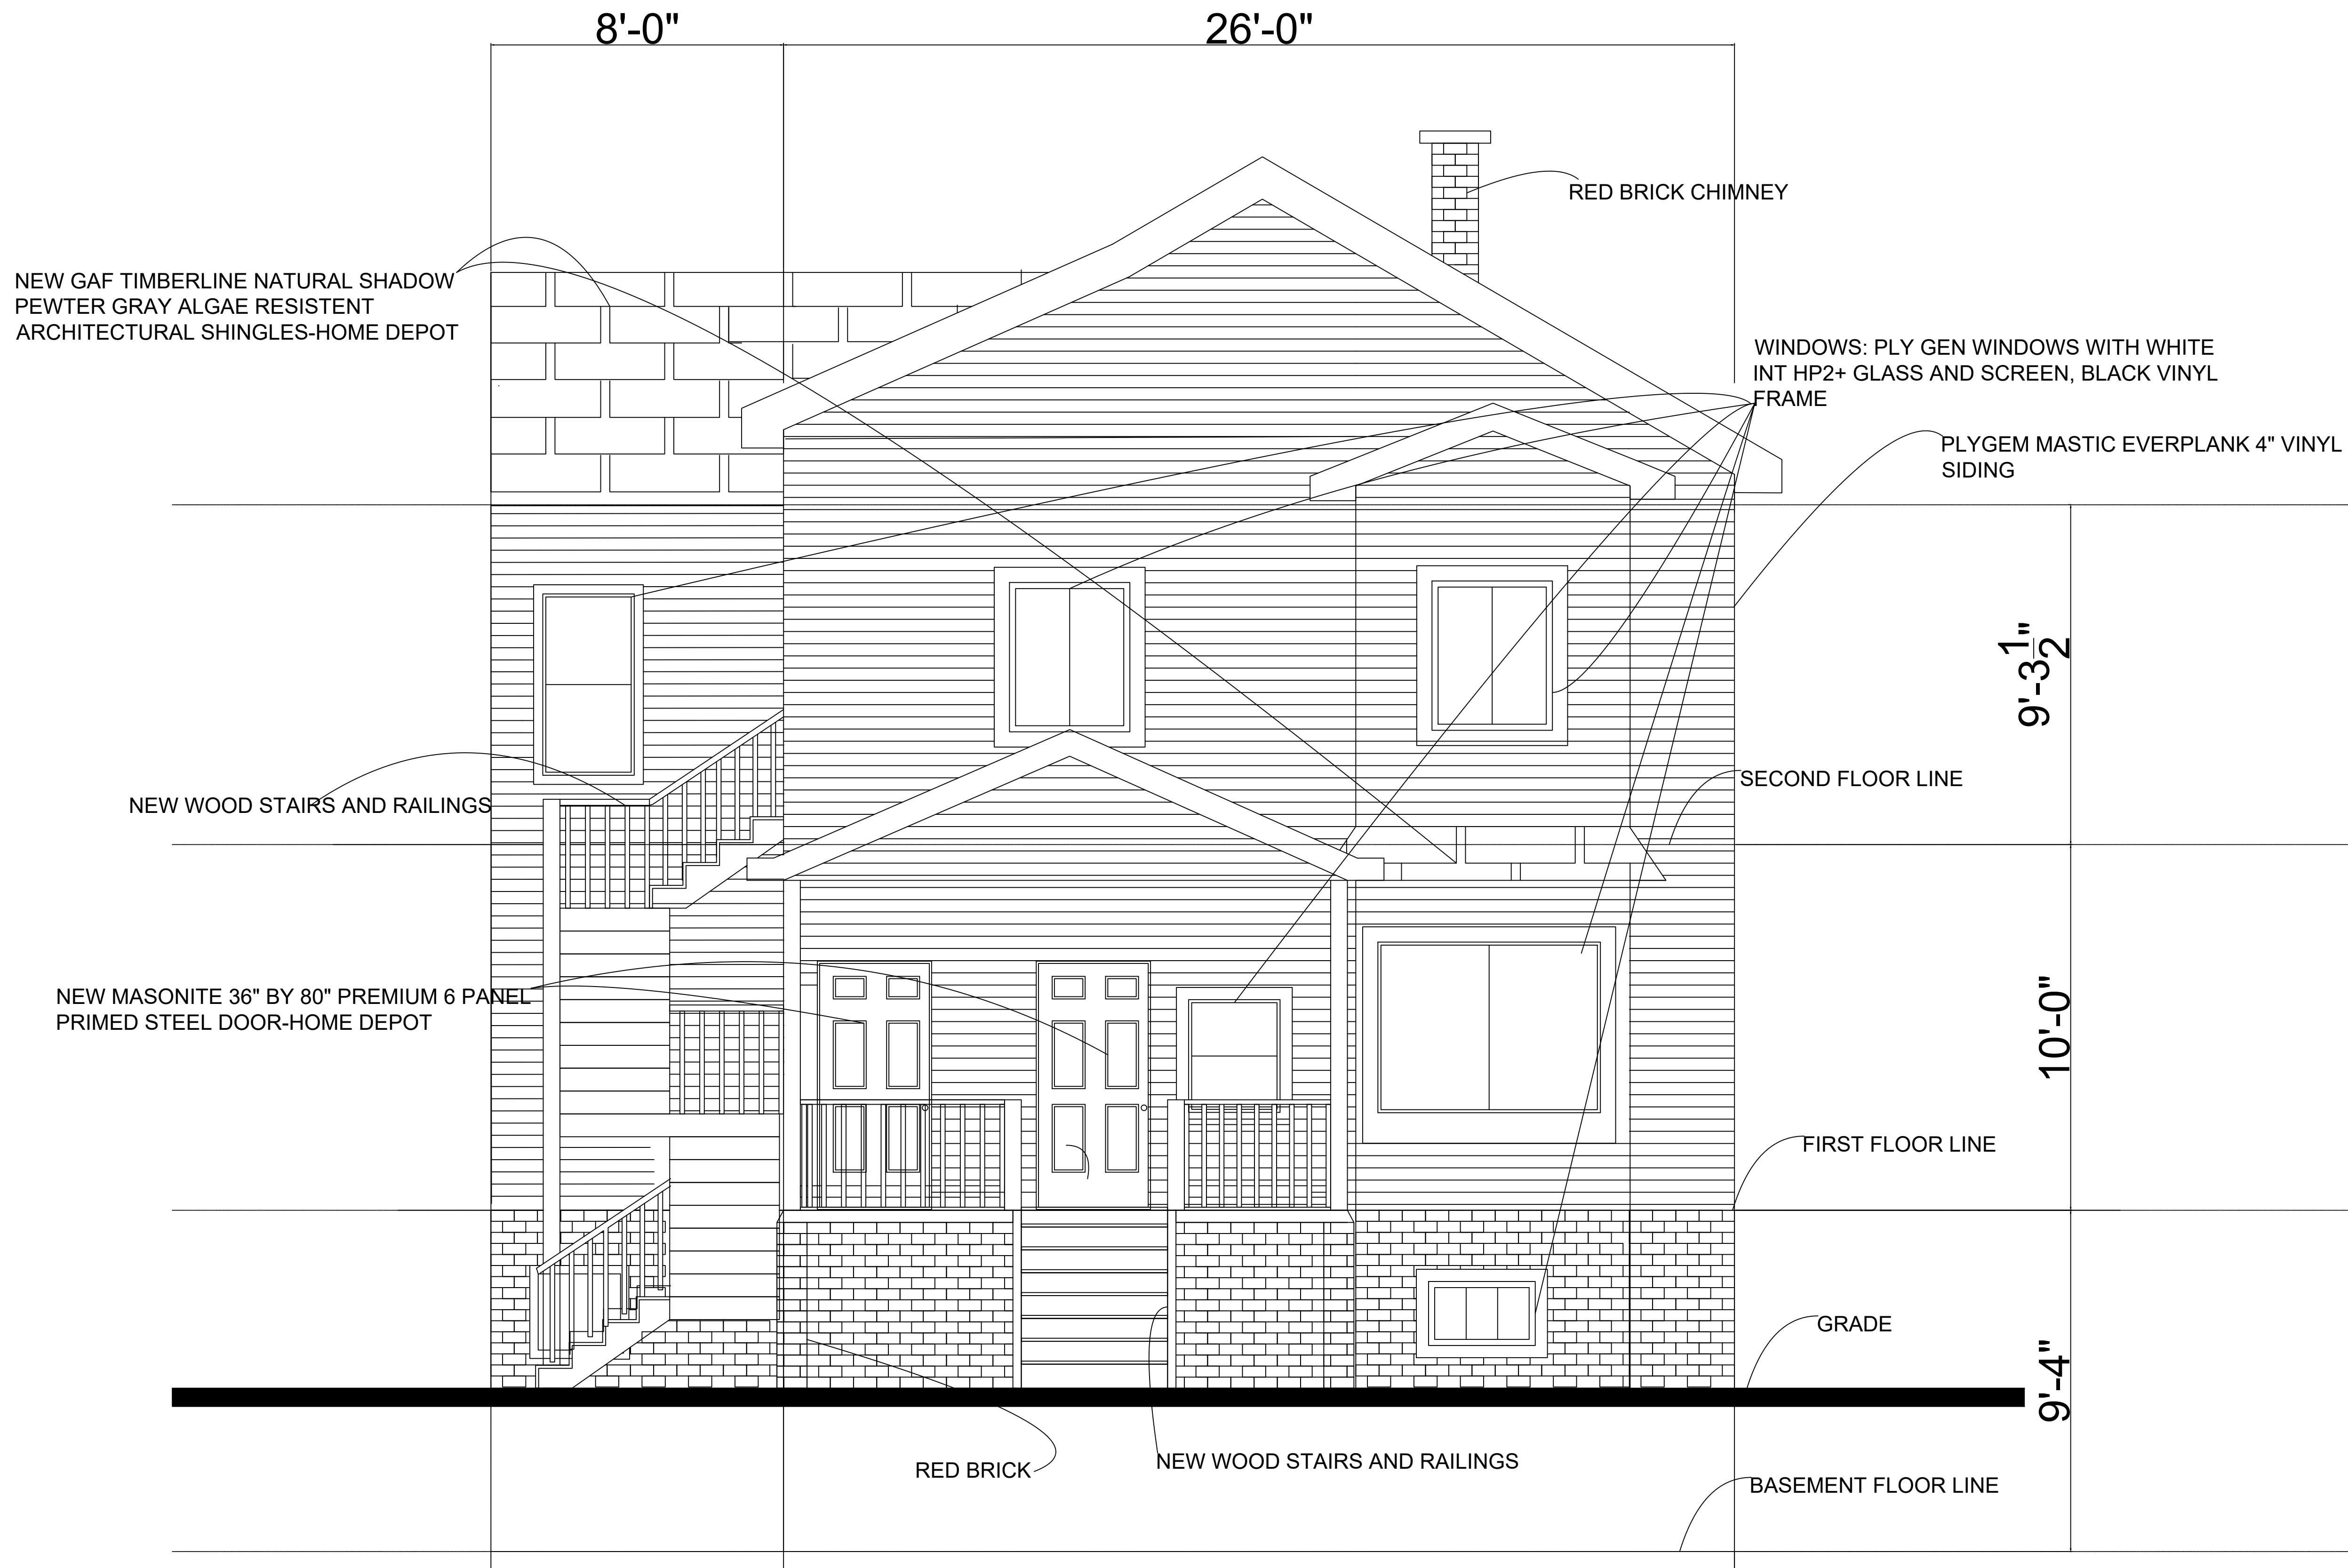 8'-0"
26'-0"
RED BRICK CHIMNEY
NEW GAF TIMBERLINE NATURAL SHADOW
PEWTER GRAY ALGAE RESISTENT
ARCHITECTURAL SHINGLES-HOME DEPOT
WINDOWS: PLY GEN WINDOWS WITH WHITE
INT HP2+ GLASS AND SCREEN, BLACK VINYL
FRAME
PLYGEM MASTIC EVERPLANK 4" VINYL
SIDING
9'-3 1/2"
SECOND FLOOR LINE
NEW WOOD STAIRS AND RAILINGS
NEW MASONITE 36" BY 80" PREMIUM 6 PANEL
PRIMED STEEL DOOR-HOME DEPOT
10'-0"
FIRST FLOOR LINE
GRADE
9'-4"
RED BRICK
NEW WOOD STAIRS AND RAILINGS
BASEMENT FLOOR LINE